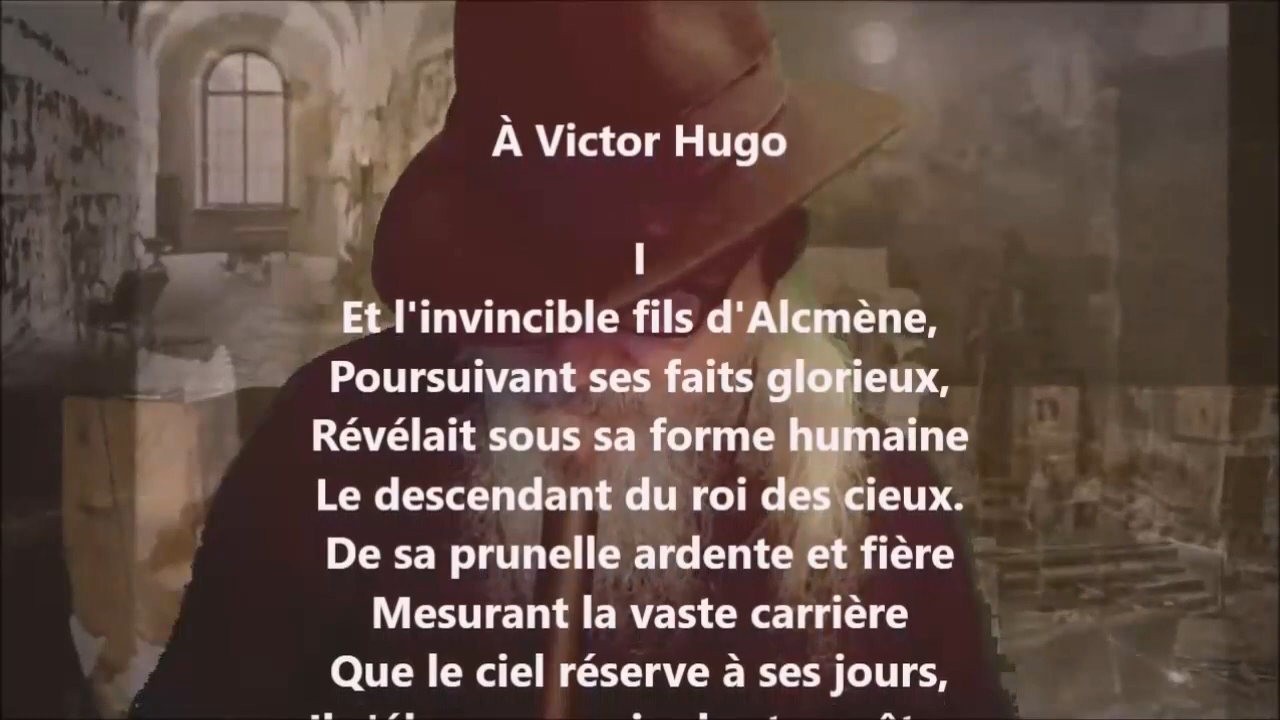 À Victor Hugo
I
Et l'invincible fils d'Alcmène,
Poursuivant ses faits glorieux,
Révélait sous sa forme humaine
Le descendant du roi des cieux.
De sa prunelle ardente et fière
Mesurant la vaste carrière
Que le ciel réserve à ses jours,